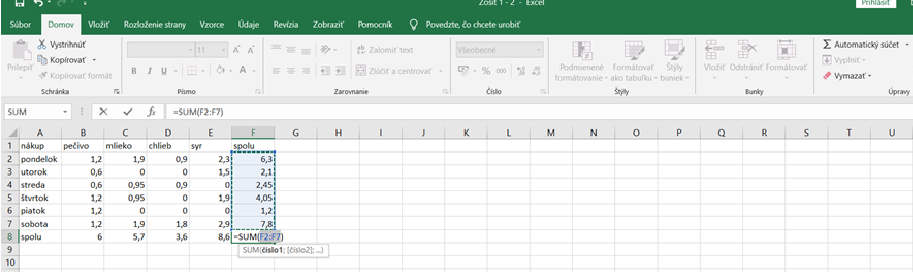 Zošiť 1 - 2 - Excel Prihlásiť
Súbor Domov Vložiť Rozloženie strany Vzorce Údaje Revízia Zobraziť Pomocník Povedzte, čo chcete urobiť
Prilepiť Vystrihnúť Kopírovať Kopírovať formát
11 A A Zalomiť text Všeobecné
B I U Zlúčiť a centrovať % 000
Podmienené formátovanie Formátovať ako tabuľku Štýly buniek
Vložiť Odstrániť Formátovať
Automatický súčet Vyplniť Vymazať
Schránka Písmo Zarovnanie Číslo Štýly Bunky Úpravy
SUM fx =SUM(F2:F7)
A B C D E F G H I J K L M N O P Q R S T U
1 nákup pečivo mlieko chlieb syr spolu
2 pondelok 1,2 1,9 0,9 2,3 6,3
3 utorok 0,6 0 0 1,5 2,1
4 streda 0,6 0,95 0,9 0 2,45
5 štvrtok 1,2 0,95 0 1,9 4,05
6 piatok 1,2 0 0 0 1,2
7 sobota 1,2 1,9 1,8 2,9 7,8
8 spolu 6 5,7 3,6 8,6 =SUM(F2:F7)
9 SUM(číslo1; [číslo2]; ...)
10